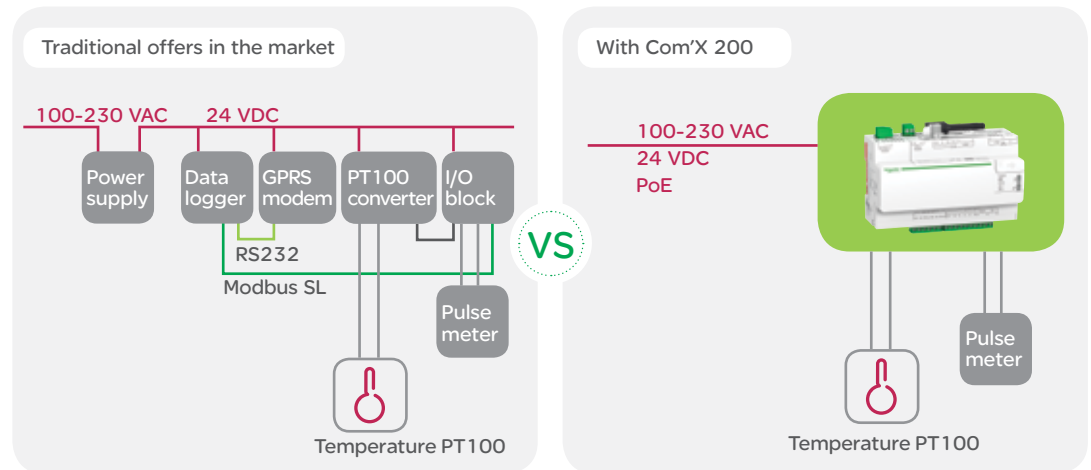 Traditional offers in the market
100-230 VAC
24 VDC
Power
supply
Data
logger
GPRS
modem
PT100
converter
I/O
block
RS232
Modbus SL
Pulse
meter
Temperature PT100
VS
With Com'X 200
100-230 VAC
24 VDC
PoE
Pulse
meter
Temperature PT100